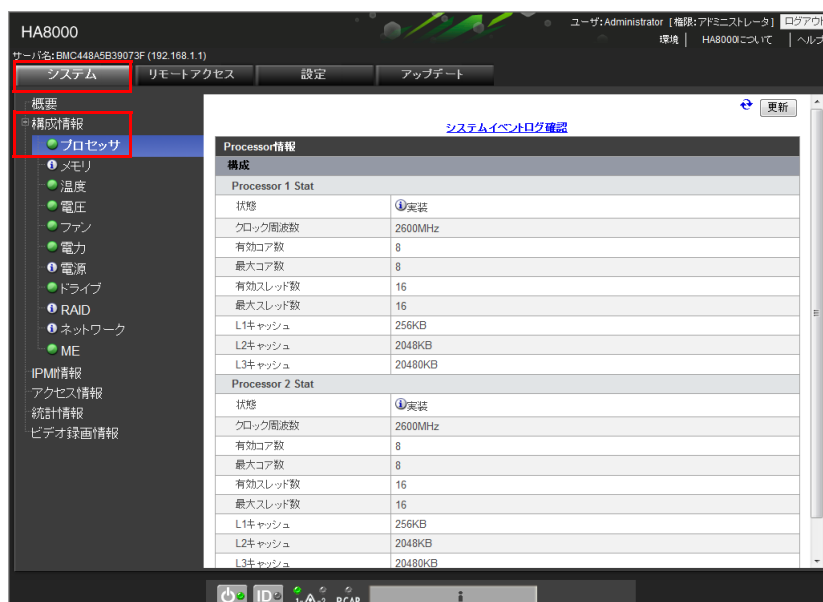 HA8000
ユーザ:Administrator [権限:アドミニストレータ] ログアウト
環境 | HA8000について | ヘルプ
サーバ名:BMC448A5B39073F (192.168.1.1)
システム リモートアクセス 設定 アップデート
概要
構成情報
プロセッサ
メモリ
温度
電圧
ファン
電力
電源
ドライブ
RAID
ネットワーク
ME
IPMI情報
アクセス情報
統計情報
ビデオ録画情報
更新
システムイベントログ確認
Processor情報
構成
Processor 1 Stat
状態 実装
クロック周波数 2600MHz
有効コア数 8
最大コア数 8
有効スレッド数 16
最大スレッド数 16
L1キャッシュ 256KB
L2キャッシュ 2048KB
L3キャッシュ 20480KB
Processor 2 Stat
状態 実装
クロック周波数 2600MHz
有効コア数 8
最大コア数 8
有効スレッド数 16
最大スレッド数 16
L1キャッシュ 256KB
L2キャッシュ 2048KB
L3キャッシュ 20480KB
ID 1 2 PCAP